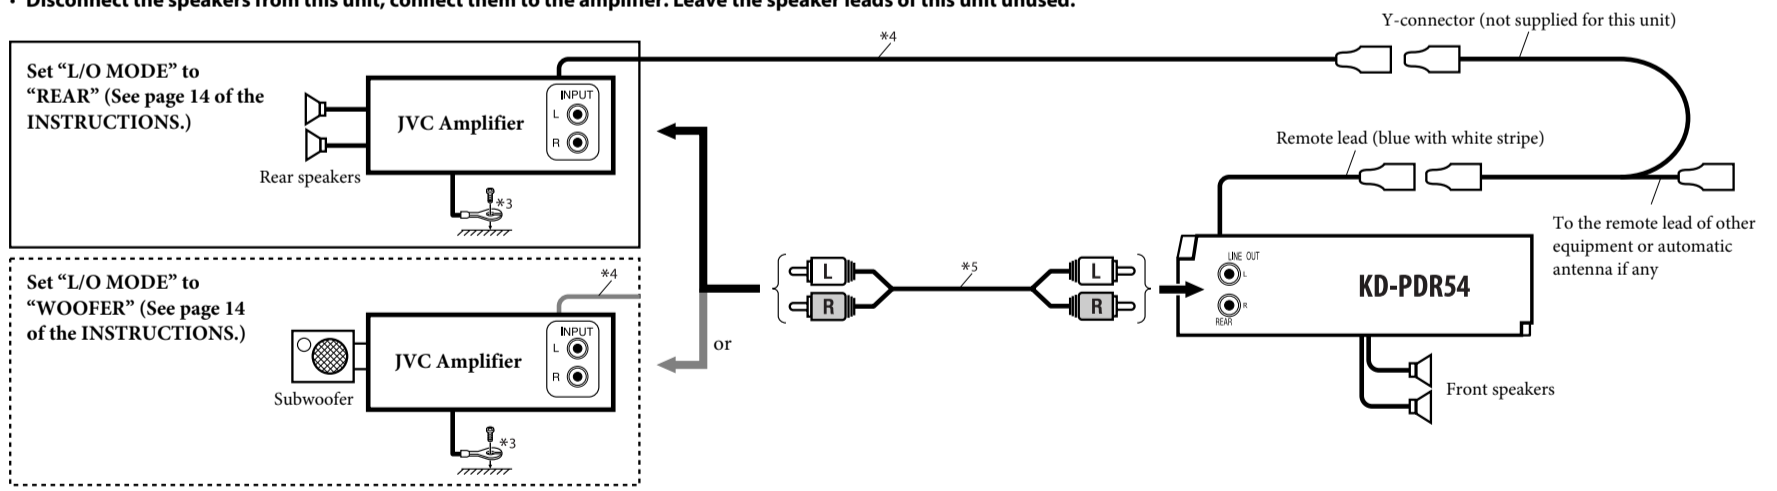 • Disconnect the speakers from this unit, connect them to the amplifier. Leave the speaker leads of this unit unused.
Y-connector (not supplied for this unit)
*4
Set “L/O MODE” to
“REAR” (See page 14 of the
INSTRUCTIONS.)
JVC Amplifier
INPUT
L
R
Rear speakers
*3
Remote lead (blue with white stripe)
To the remote lead of other
equipment or automatic
antenna if any
Set “L/O MODE” to
“WOOFER” (See page 14
of the INSTRUCTIONS.)
*4
JVC Amplifier
INPUT
L
R
Subwoofer
*3
or
L
R
*5
L
R
LINE OUT
L
R
REAR
KD-PDR54
Front speakers